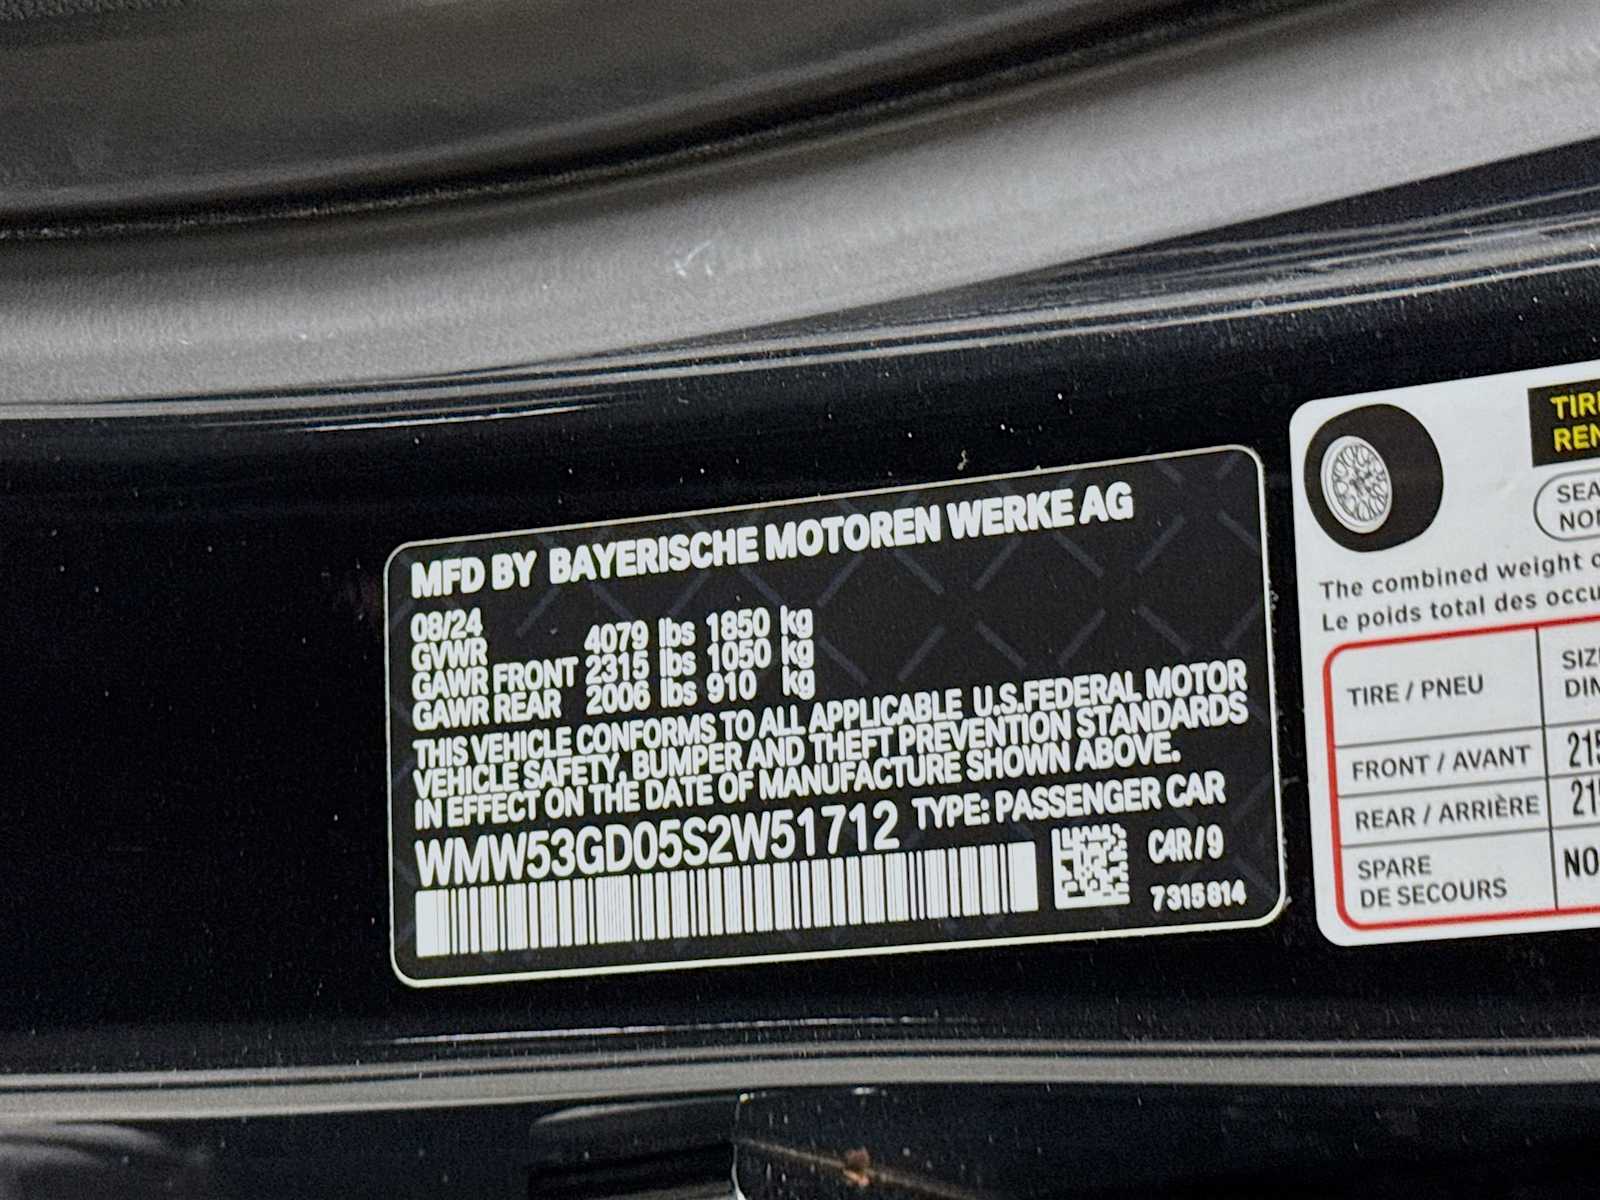 MFD BY BAYERISCHE MOTOREN WERKE AG
08/24
GVWR 4079 lbs 1850 kg
GAWR FRONT 2315 lbs 1050 kg
GAWR REAR 2006 lbs 910 kg
THIS VEHICLE CONFORMS TO ALL APPLICABLE U.S.FEDERAL MOTOR
VEHICLE SAFETY, BUMPER AND THEFT PREVENTION STANDARDS
IN EFFECT ON THE DATE OF MANUFACTURE SHOWN ABOVE.
WMW53GD05S2W51712 TYPE: PASSENGER CAR
C4R/9
7315814
The combined weight
Le poids total des
TIRE / PNEU
FRONT / AVANT
REAR / ARRIÈRE
SPARE
DE SECOURS